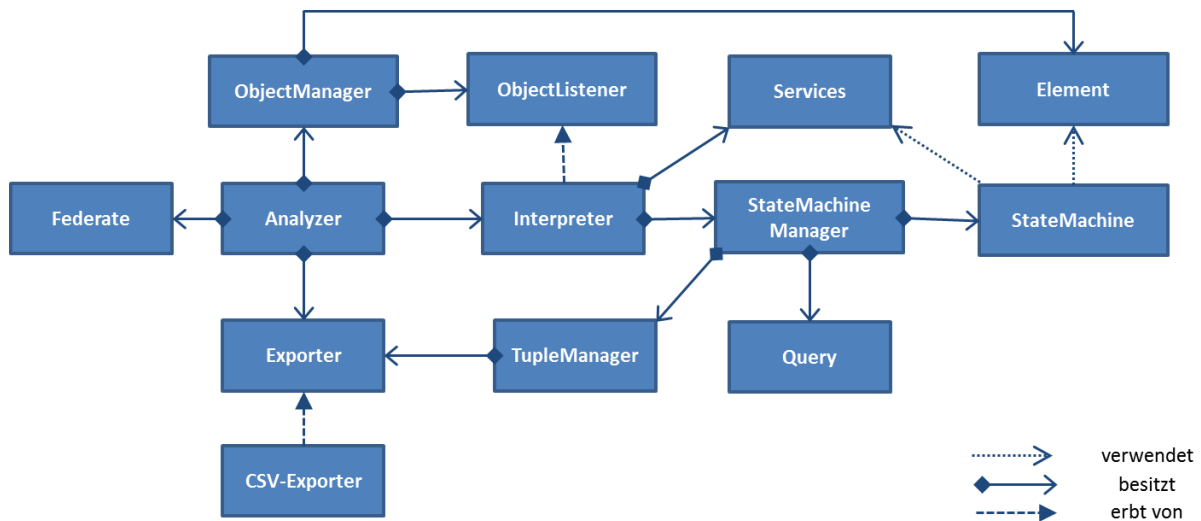 ObjectManager
ObjectListener
Services
Element
Federate
Analyzer
Interpreter
StateMachine
Manager
StateMachine
Exporter
TupleManager
Query
CSV-Exporter
verwendet
besitzt
erbt von